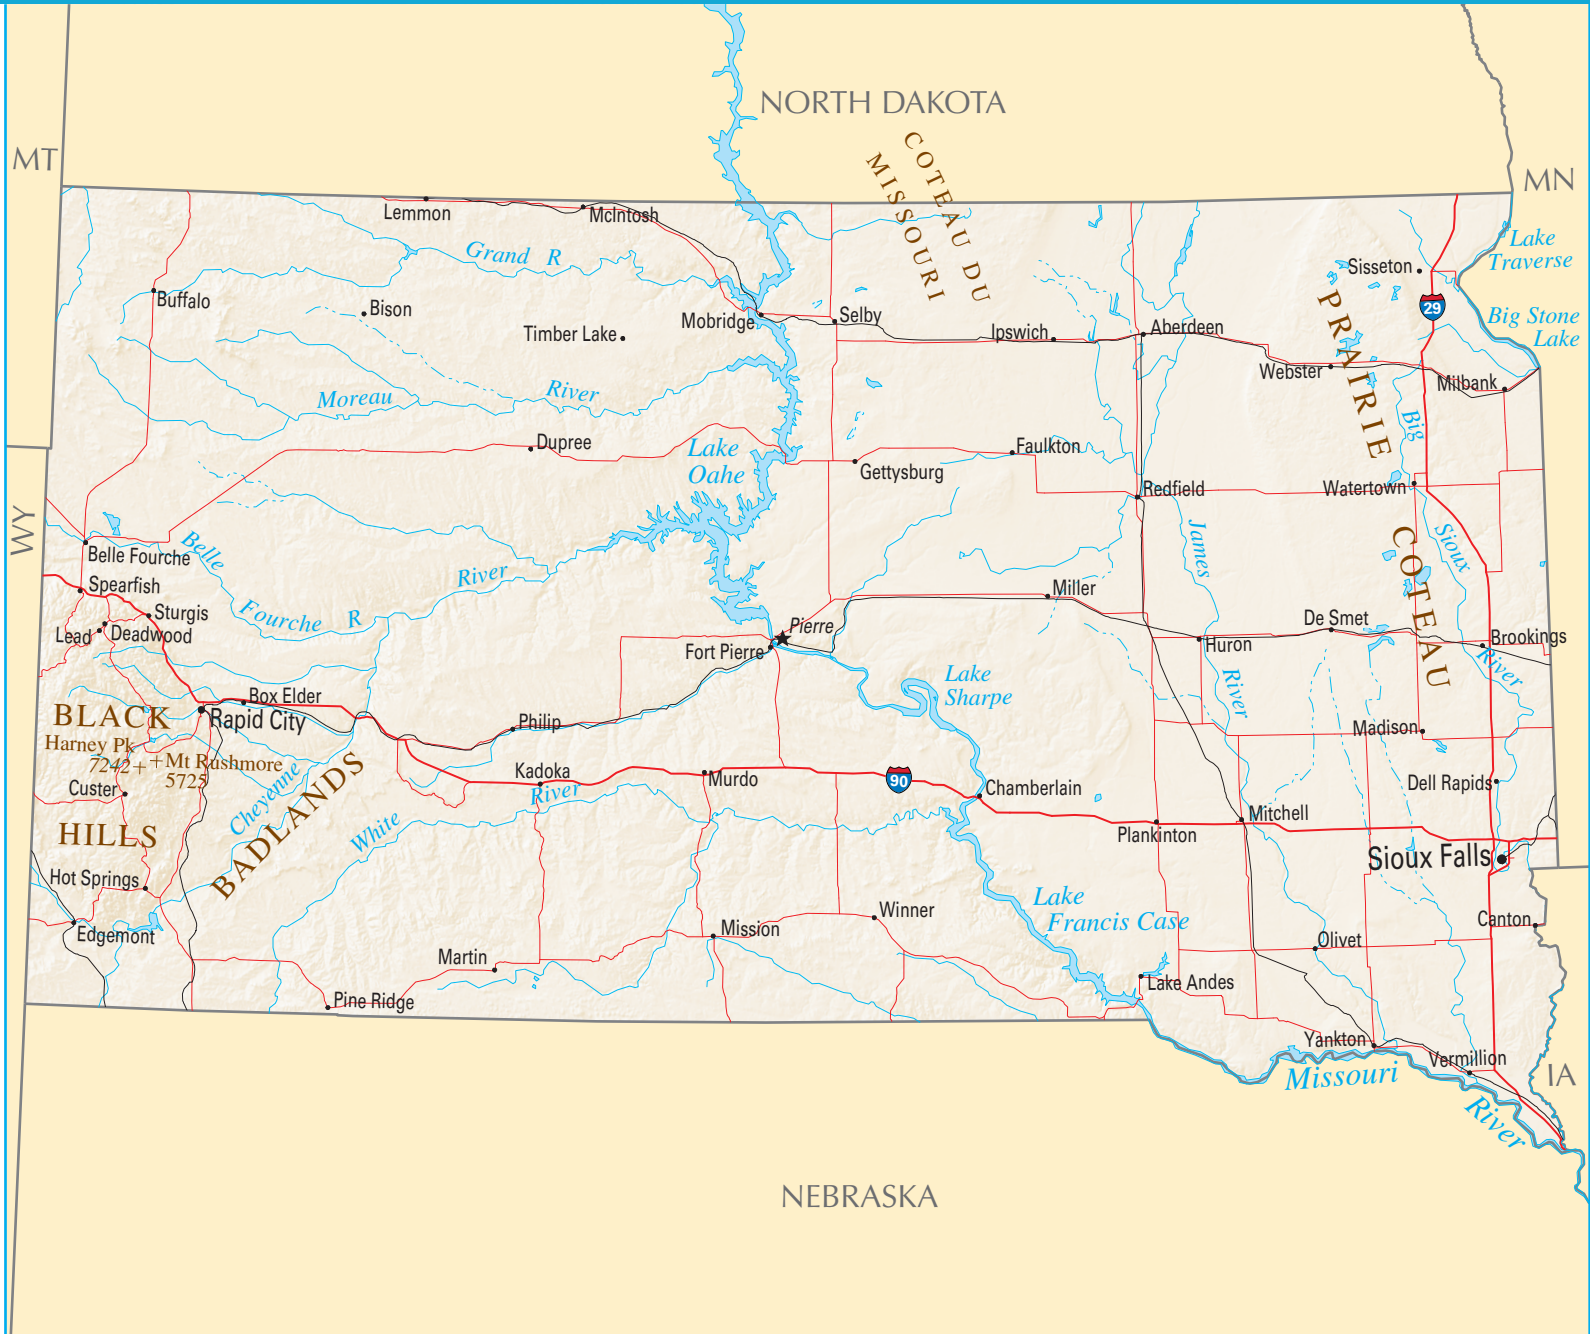 NORTH DAKOTA
MT
MN
COTEAU DU
MISSOURI
Lemmon
McIntosh
Grand R
Lake
Traverse
Sisseton
Buffalo
Bison
29
Big Stone
Lake
Mobridge
Selby
Timber Lake
Ipswich
Aberdeen
PRAIRIE
Webster
Milbank
Moreau
River
Big
Dupree
Lake
Oahe
Faulkton
Gettysburg
Redfield
Watertown
WY
Belle Fourche
Belle
River
James
Sioux
COTEAU
Spearfish
Sturgis
Fourche R
Miller
Lead
Deadwood
Pierre
Fort Pierre
De Smet
Huron
Brookings
River
Box Elder
BLACK
Rapid City
Lake
Sharpe
River
Philip
Madison
Harney Pk
7242+
+Mt Rushmore
5725
Kadoka
Murdo
90
Chamberlain
Dell Rapids
Custer
Cheyenne
River
White
Plankinton
Mitchell
HILLS
BADLANDS
Sioux Falls
Hot Springs
Lake
Francis Case
Winner
Canton
Edgemont
Mission
Olivet
Martin
Lake Andes
Pine Ridge
Yankton
Vermillion
Missouri
River
IA
NEBRASKA